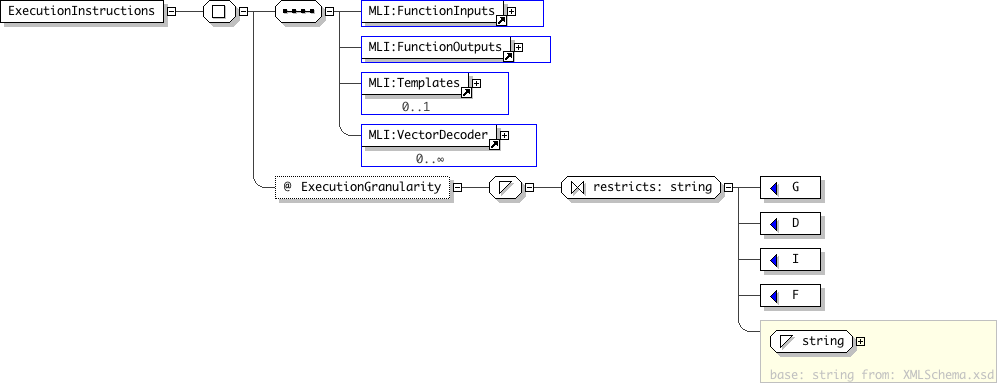 ExecutionInstructions
MLI:FunctionInputs
MLI:FunctionOutputs
MLI:Templates
0..1
MLI:VectorDecoder
0..∞
@ ExecutionGranularity
restricts: string
G
D
I
F
string
base: string from: XMLSchema.xsd